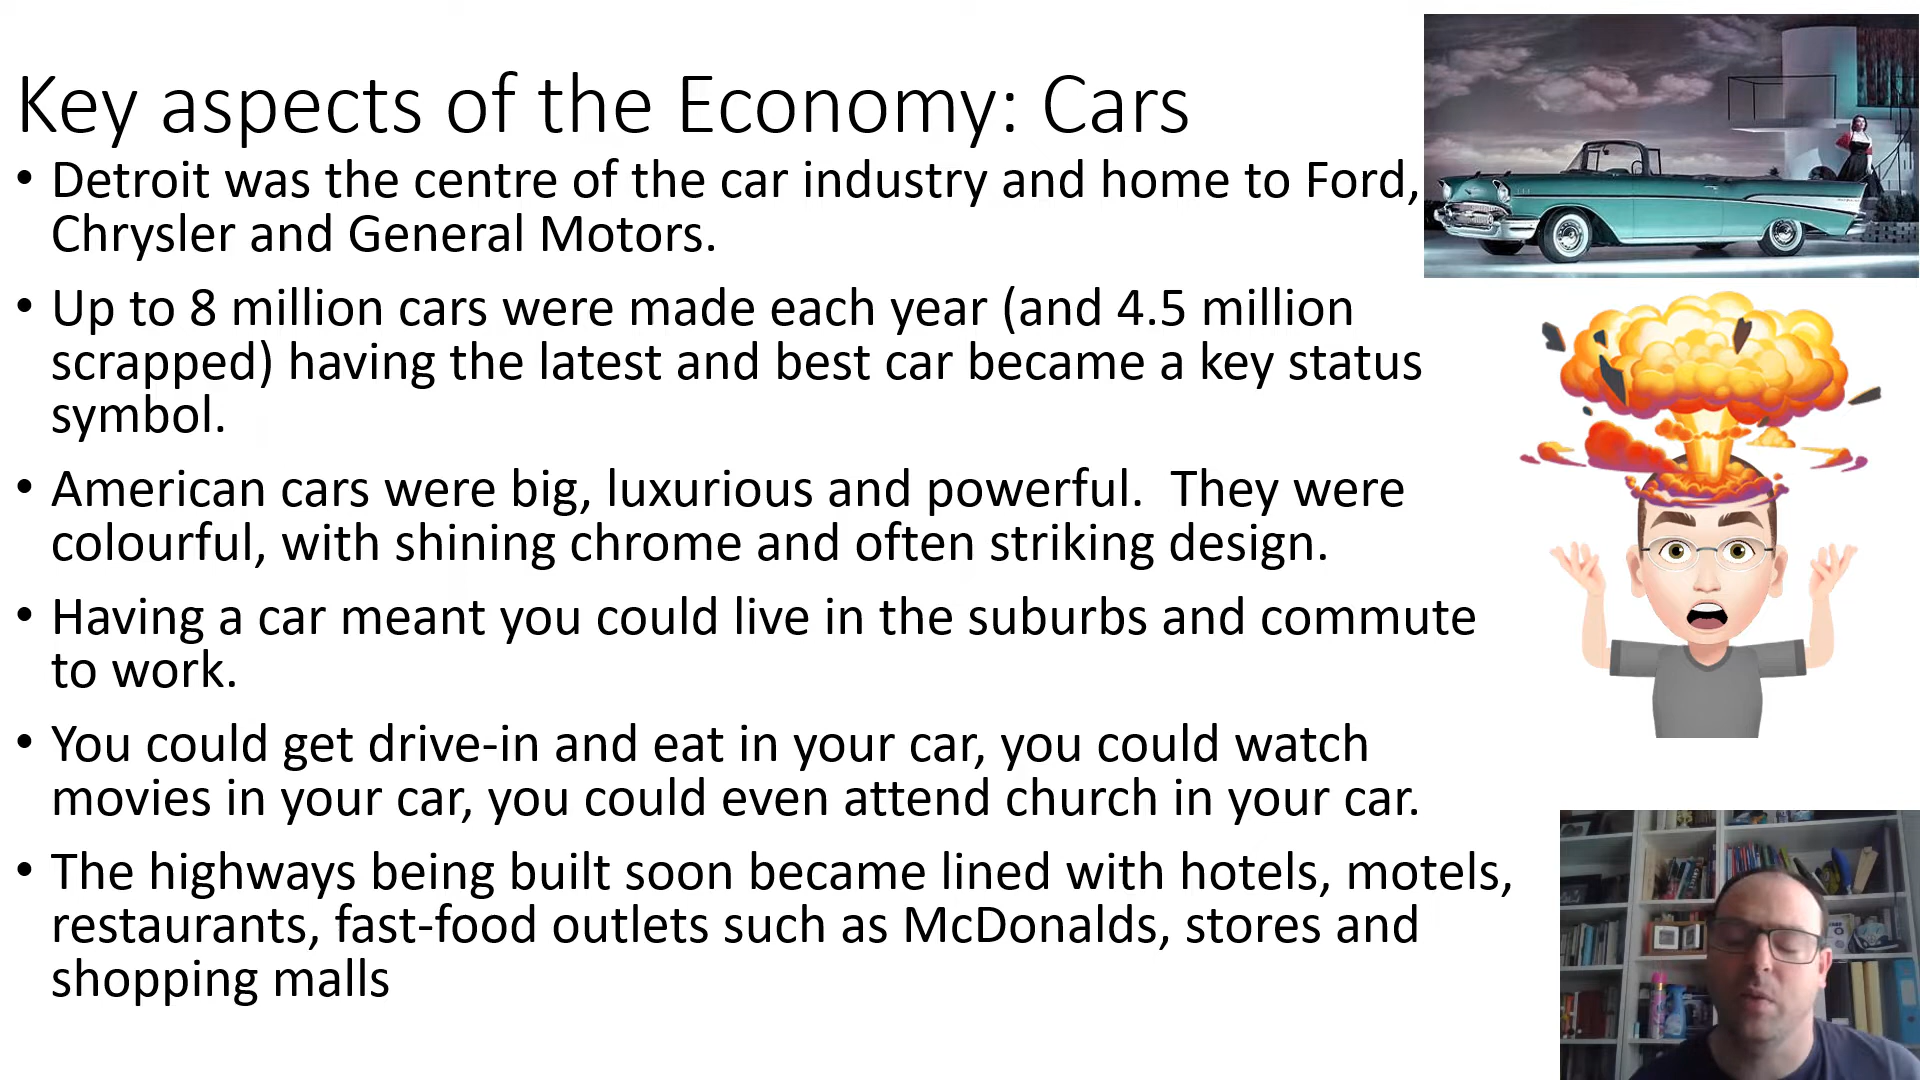 Key aspects of the Economy: Cars
• Detroit was the centre of the car industry and home to Ford,
Chrysler and General Motors.
• Up to 8 million cars were made each year (and 4.5 million
scrapped) having the latest and best car became a key status
symbol.
• American cars were big, luxurious and powerful.  They were
colourful, with shining chrome and often striking design.
• Having a car meant you could live in the suburbs and commute
to work.
• You could get drive-in and eat in your car, you could watch
movies in your car, you could even attend church in your car.
• The highways being built soon became lined with hotels, motels,
restaurants, fast-food outlets such as McDonalds, stores and
shopping malls